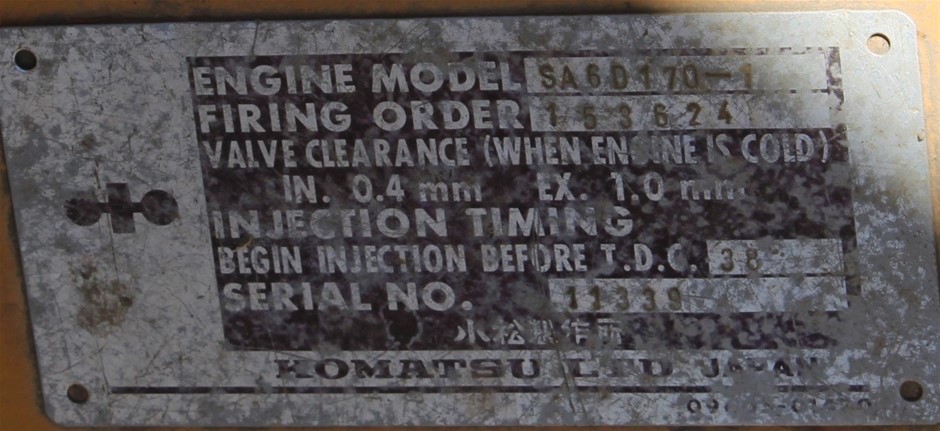 ENGINE MODEL SA6D170-1
FIRING ORDER 153624
VALVE CLEARANCE (WHEN ENGINE IS COLD)
IN. 0.4 mm EX. 1.0 mm
INJECTION TIMING
BEGIN INJECTION BEFORE T.D.C. 38°
SERIAL NO. 11339
小松製作所
KOMATSU LTD JAPAN